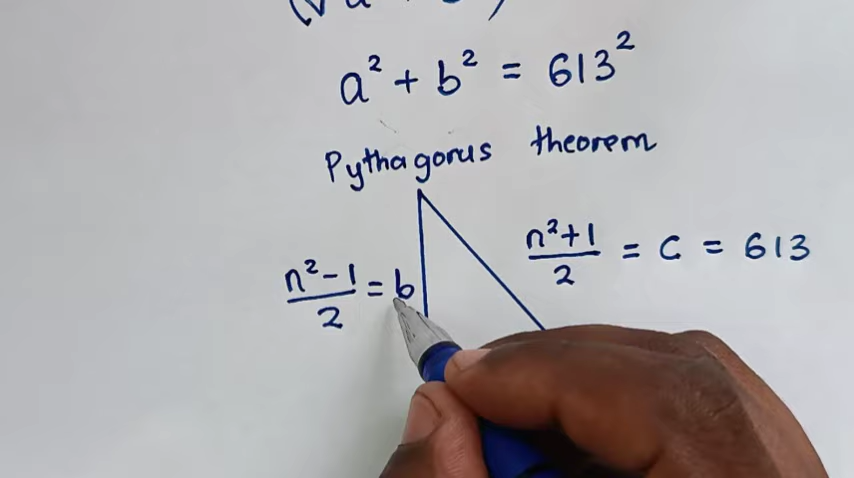 a² + b² = 613²
Pythagorus theorem
n²-1/2 = b
n²+1/2 = c = 613